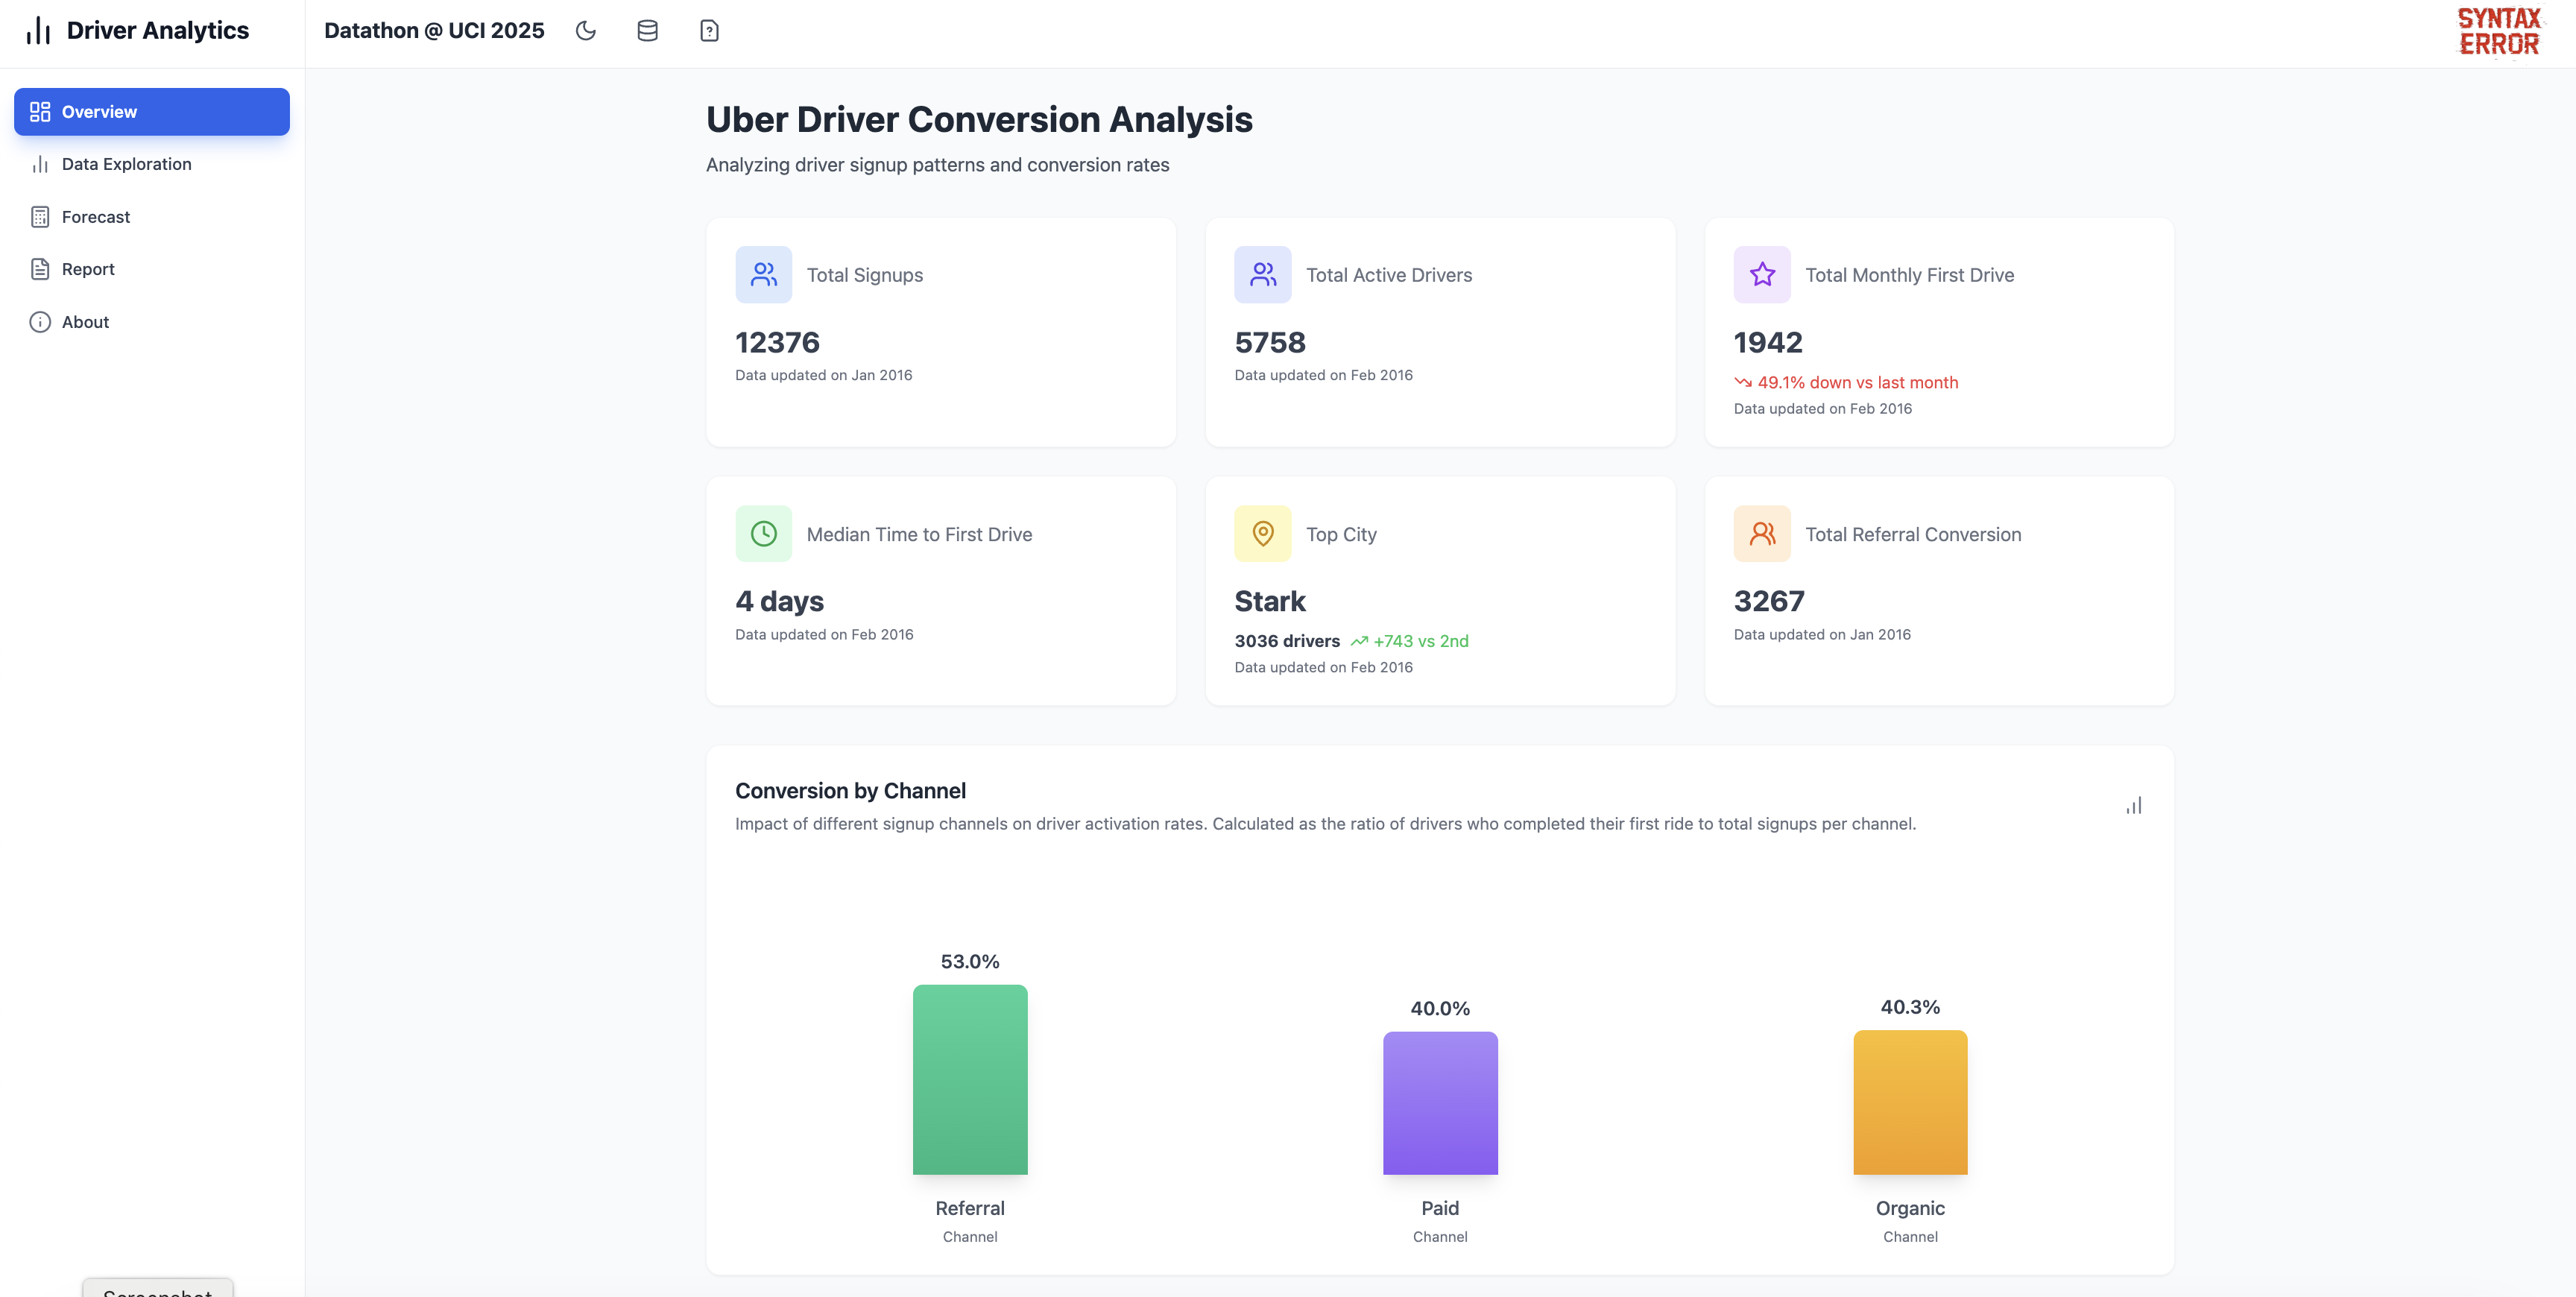 Driver Analytics
Datathon @ UCI 2025
SYNTAX
ERROR
Overview
Data Exploration
Forecast
Report
About
Uber Driver Conversion Analysis
Analyzing driver signup patterns and conversion rates
Total Signups
12376
Data updated on Jan 2016
Total Active Drivers
5758
Data updated on Feb 2016
Total Monthly First Drive
1942
49.1% down vs last month
Data updated on Feb 2016
Median Time to First Drive
4 days
Data updated on Feb 2016
Top City
Stark
3036 drivers +743 vs 2nd
Data updated on Feb 2016
Total Referral Conversion
3267
Data updated on Jan 2016
Conversion by Channel
Impact of different signup channels on driver activation rates. Calculated as the ratio of drivers who completed their first ride to total signups per channel.
53.0%
40.0%
40.3%
Referral
Paid
Organic
Channel
Channel
Channel
Screenshot